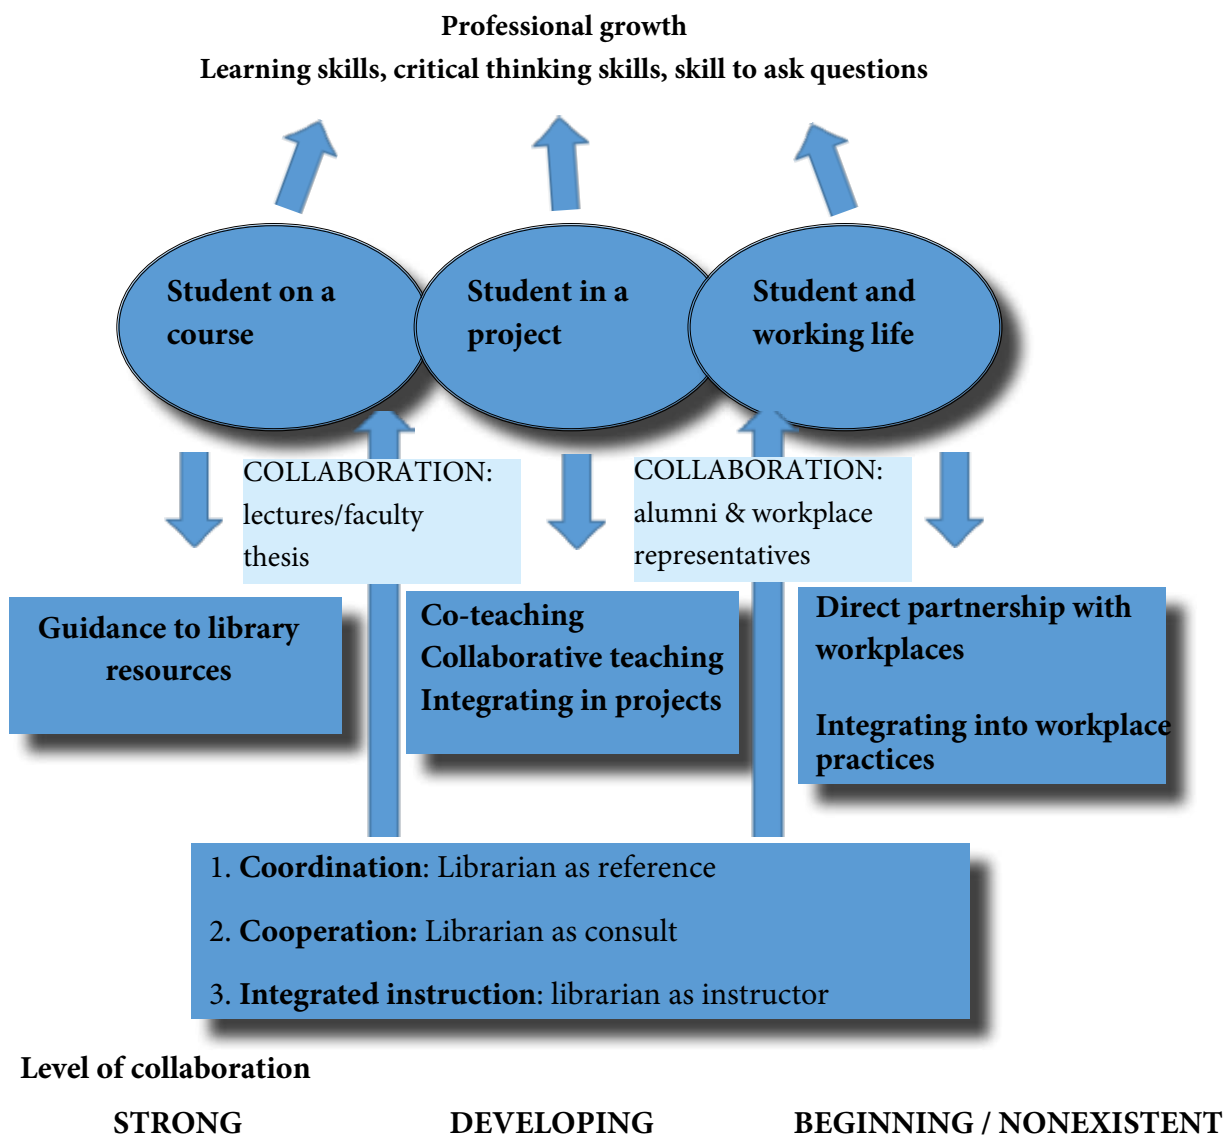 Professional growth
Learning skills, critical thinking skills, skill to ask questions
Student on a
course
Student in a
project
Student and
working life
COLLABORATION:
lectures/faculty
thesis
COLLABORATION:
alumni & workplace
representatives
Guidance to library
resources
Co-teaching
Collaborative teaching
Integrating in projects
Direct partnership with
workplaces
Integrating into workplace
practices
1. Coordination: Librarian as reference
2. Cooperation: Librarian as consult
3. Integrated instruction: librarian as instructor
Level of collaboration
STRONG DEVELOPING BEGINNING / NONEXISTENT